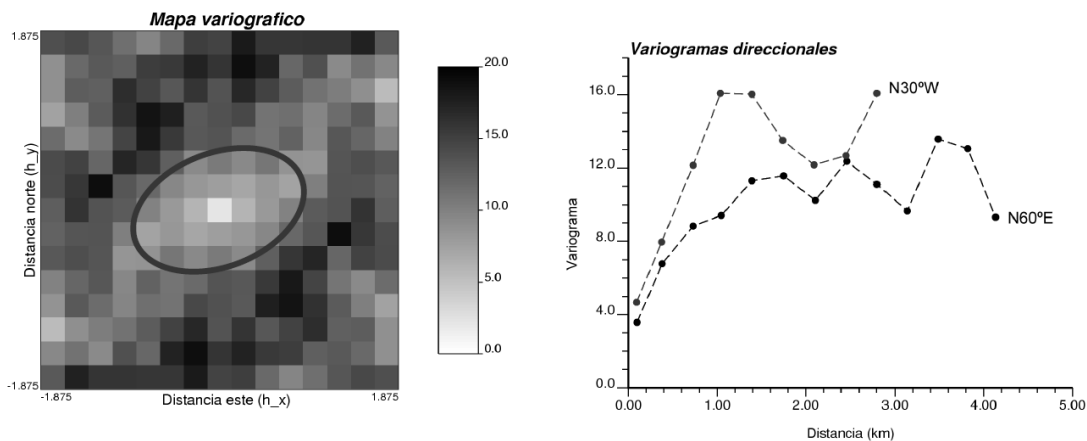 Mapa variografico
1.875
Distancia norte (h_y)
-1.875
-1.875
Distancia este (h_x)
1.875
20.0
15.0
10.0
5.0
0.0
Variogramas direccionales
Variograma
16.0
12.0
8.0
4.0
0.0
N30ºW
N60ºE
0.00
1.00
2.00
3.00
4.00
5.00
Distancia (km)